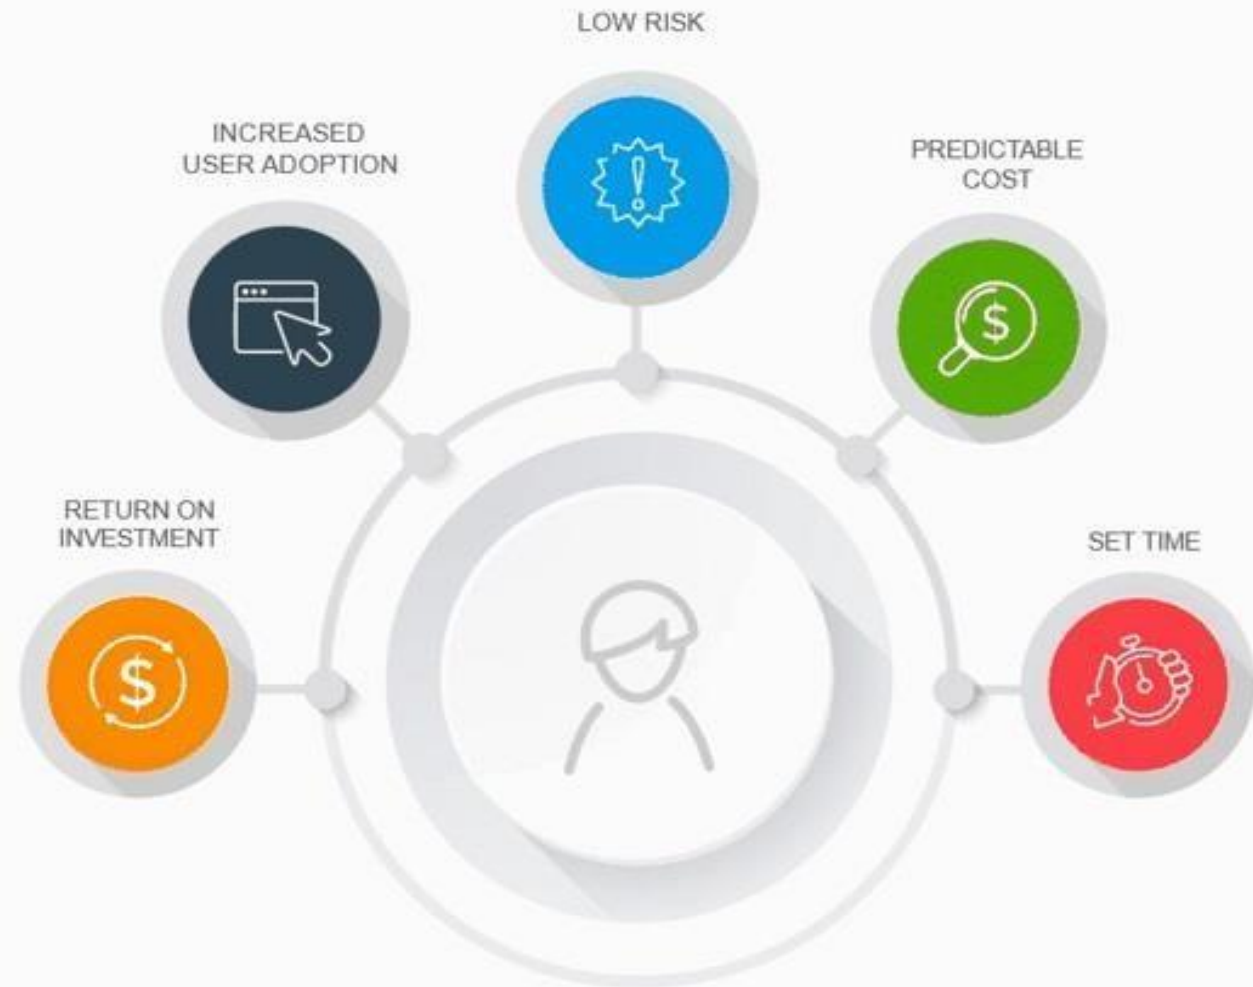 LOW RISK
INCREASED
USER ADOPTION
PREDICTABLE
COST
RETURN ON
INVESTMENT
SET TIME
$
$